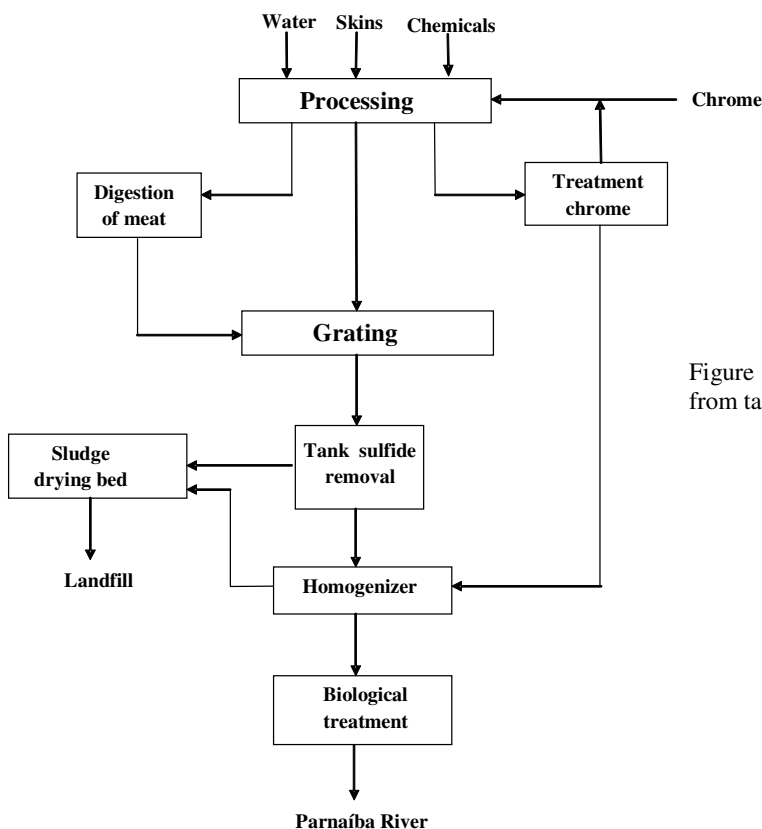 Water Skins Chemicals
Processing
Chrome
Digestion
of meat
Treatment
chrome
Grating
Figure
from ta
Sludge
drying bed
Tank sulfide
removal
Landfill
Homogenizer
Biological
treatment
Parnaíba River